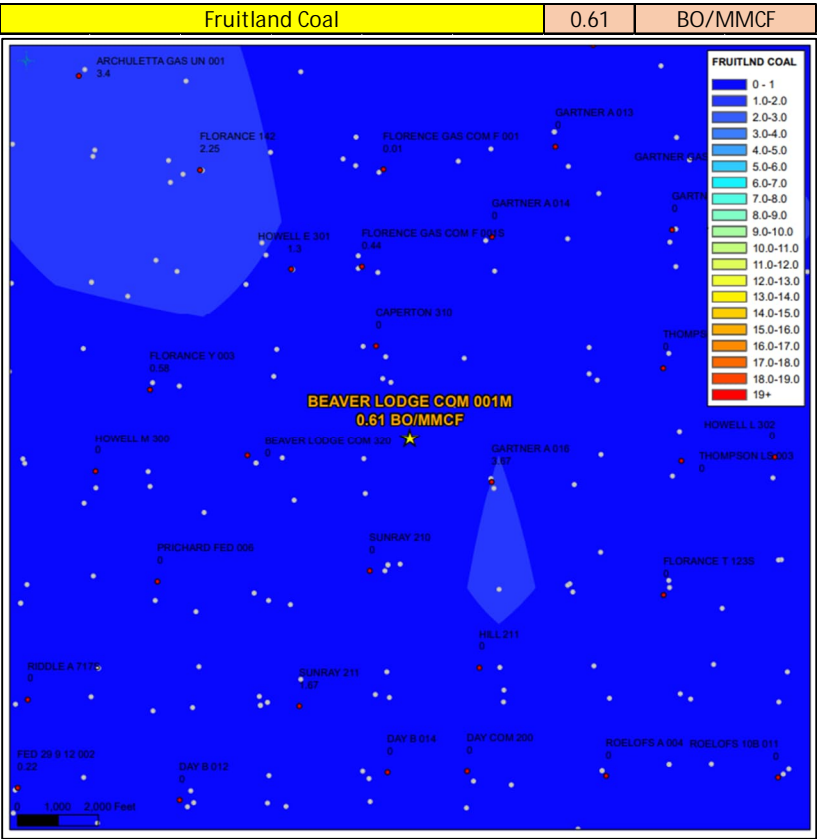 Fruitland Coal 0.61 BO/MMCF
ARCHULETTA GAS UN 001
3.4
FRUITLND COAL
0 - 1
1.0-2.0
2.0-3.0
3.0-4.0
4.0-5.0
5.0-6.0
6.0-7.0
7.0-8.0
8.0-9.0
9.0-10.0
10.0-11.0
11.0-12.0
12.0-13.0
13.0-14.0
14.0-15.0
15.0-16.0
16.0-17.0
17.0-18.0
18.0-19.0
19+
GARTNER A 013
0
FLORANCE 142
2.25
FLORENCE GAS COM F 001
0.01
GARTNER GAS
GARTN
0
GARTNER A 014
0
HOWELL E 301
1.3
FLORENCE GAS COM F 001S
0.44
CAPERTON 310
0
THOMPS
0
FLORANCE Y 003
0.58
BEAVER LODGE COM 001M
0.61 BO/MMCF
HOWELL L 302
0
HOWELL M 300
0
BEAVER LODGE COM 320
0
GARTNER A 016
3.67
THOMPSON LS 003
0
SUNRAY 210
0
PRICHARD FED 006
0
FLORANCE T 123S
0
HILL 211
0
RIDDLE A 717S
0
SUNRAY 211
1.67
DAY B 014
0
DAY COM 200
0
ROELOFS A 004
0
ROELOFS 10B 011
0
FED 29 9 12 002
0.22
DAY B 012
0
0 1,000 2,000 Feet